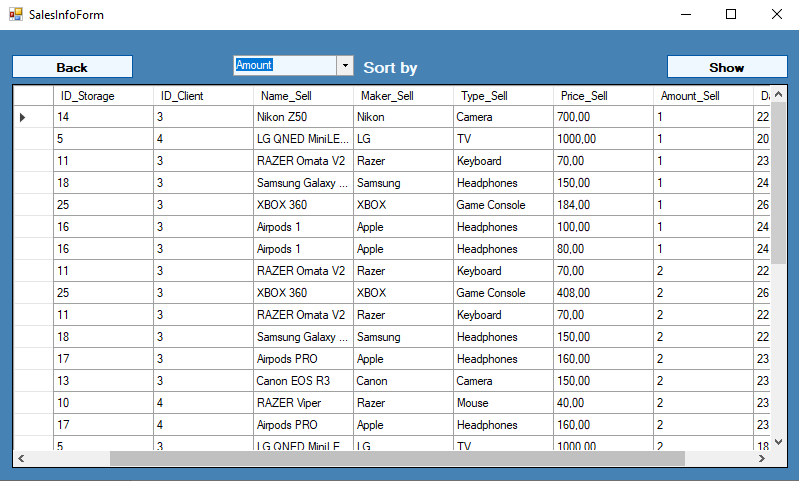 SalesInfoForm
Back Amount Sort by Show
ID_Storage ID_Client Name_Sell Maker_Sell Type_Sell Price_Sell Amount_Sell Da
14 3 Nikon Z50 Nikon Camera 700,00 1 22
5 4 LG QNED MiniLE... LG TV 1000,00 1 20
11 3 RAZER Omata V2 Razer Keyboard 70,00 1 23
18 3 Samsung Galaxy ... Samsung Headphones 150,00 1 24
25 3 XBOX 360 XBOX Game Console 184,00 1 26
16 3 Airpods 1 Apple Headphones 100,00 1 24
16 3 Airpods 1 Apple Headphones 80,00 1 24
11 3 RAZER Omata V2 Razer Keyboard 70,00 2 22
25 3 XBOX 360 XBOX Game Console 408,00 2 26
11 3 RAZER Omata V2 Razer Keyboard 70,00 2 22
18 3 Samsung Galaxy ... Samsung Headphones 150,00 2 22
17 3 Airpods PRO Apple Headphones 160,00 2 23
13 3 Canon EOS R3 Canon Camera 150,00 2 23
10 4 RAZER Viper Razer Mouse 40,00 2 23
17 4 Airpods PRO Apple Headphones 160,00 2 23
5 3 LG QNED MiniLE LG TV 1000,00 2 18